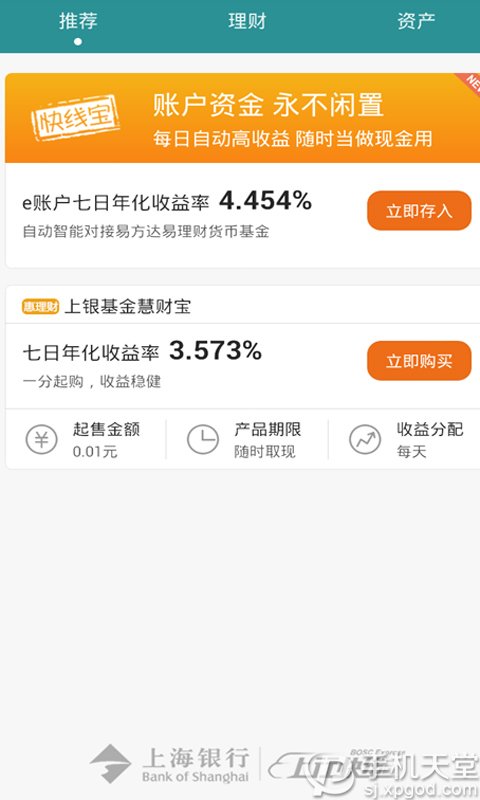 推荐 理财 资产
NEW
快线宝
账户资金 永不闲置
每日自动高收益 随时当做现金用
e账户七日年化收益率 4.454%
立即存入
自动智能对接易方达易理财货币基金
惠理财 上银基金慧财宝
七日年化收益率 3.573%
立即购买
一分起购，收益稳健
起售金额 产品期限 收益分配
0.01元 随时取现 每天
上海银行
Bank of Shanghai
BOSC Express
手机天堂
sj.xpgod.com